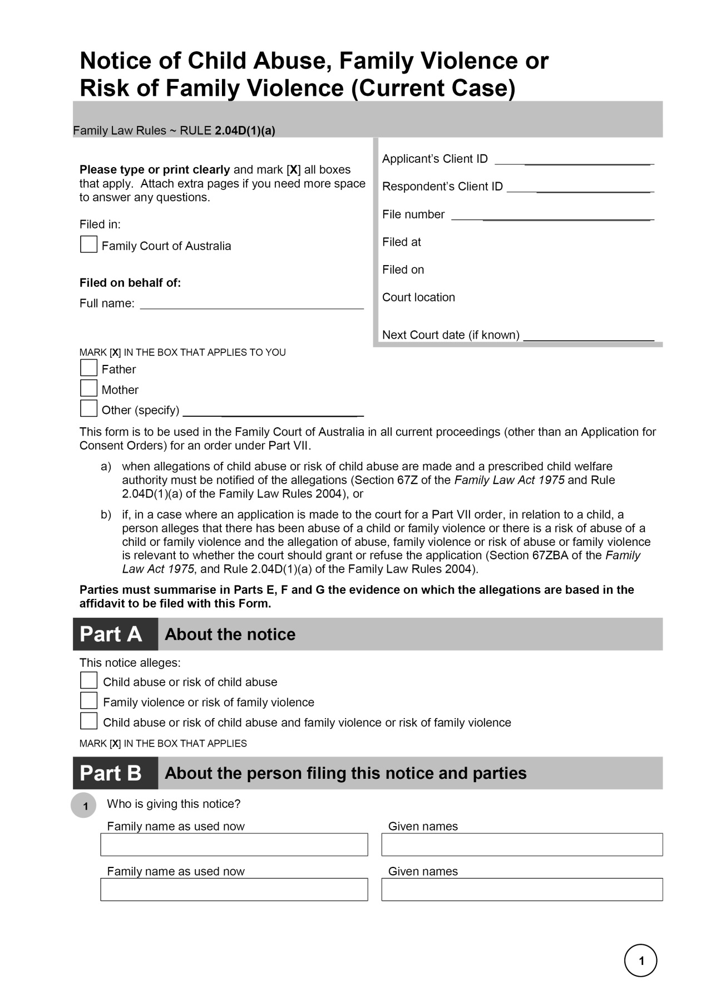 Notice of Child Abuse, Family Violence or
Risk of Family Violence (Current Case)
Family Law Rules ~ RULE 2.04D(1)(a)
Please type or print clearly and mark [X] all boxes
that apply. Attach extra pages if you need more space
to answer any questions.
Filed in:
Family Court of Australia
Filed on behalf of:
Full name:
Applicant’s Client ID
Respondent’s Client ID
File number
Filed at
Filed on
Court location
Next Court date (if known)
MARK [X] IN THE BOX THAT APPLIES TO YOU
Father
Mother
Other (specify)
This form is to be used in the Family Court of Australia in all current proceedings (other than an Application for
Consent Orders) for an order under Part VII.
a) when allegations of child abuse or risk of child abuse are made and a prescribed child welfare
authority must be notified of the allegations (Section 67Z of the Family Law Act 1975 and Rule
2.04D(1)(a) of the Family Law Rules 2004), or
b) if, in a case where an application is made to the court for a Part VII order, in relation to a child, a
person alleges that there has been abuse of a child or family violence or there is a risk of abuse of a
child or family violence and the allegation of abuse, family violence or risk of abuse or family violence
is relevant to whether the court should grant or refuse the application (Section 67ZBA of the Family
Law Act 1975, and Rule 2.04D(1)(a) of the Family Law Rules 2004).
Parties must summarise in Parts E, F and G the evidence on which the allegations are based in the
affidavit to be filed with this Form.
Part A About the notice
This notice alleges:
Child abuse or risk of child abuse
Family violence or risk of family violence
Child abuse or risk of child abuse and family violence or risk of family violence
MARK [X] IN THE BOX THAT APPLIES
Part B About the person filing this notice and parties
1 Who is giving this notice?
Family name as used now Given names
Family name as used now Given names
1